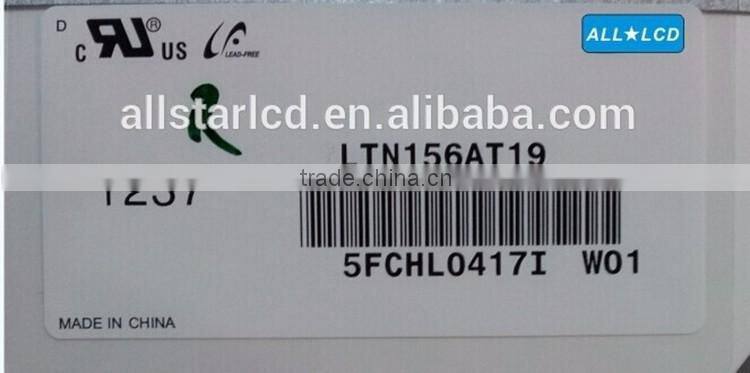 D
c RU ® US LEAD-FREE
ALL★LCD
R
allstarlcd.en.alibaba.com
LTN156AT19
trade.china.cn
1237
5FCHL0417I W01
MADE IN CHINA